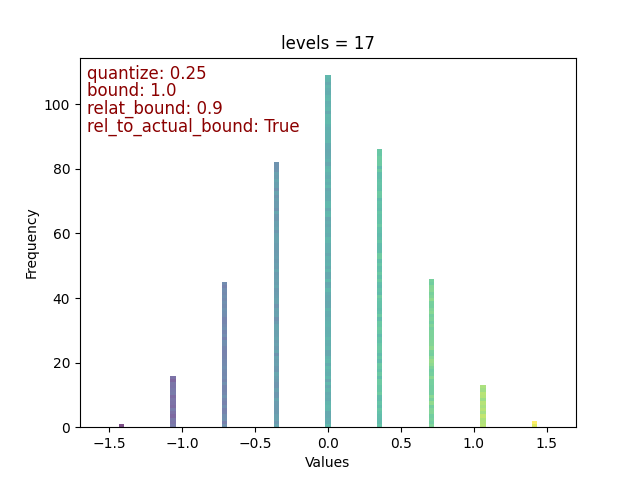 levels = 17
quantize: 0.25
bound: 1.0
relat_bound: 0.9
rel_to_actual_bound: True
100
80
60
40
20
0
Frequency
−1.5 −1.0 −0.5 0.0 0.5 1.0 1.5
Values